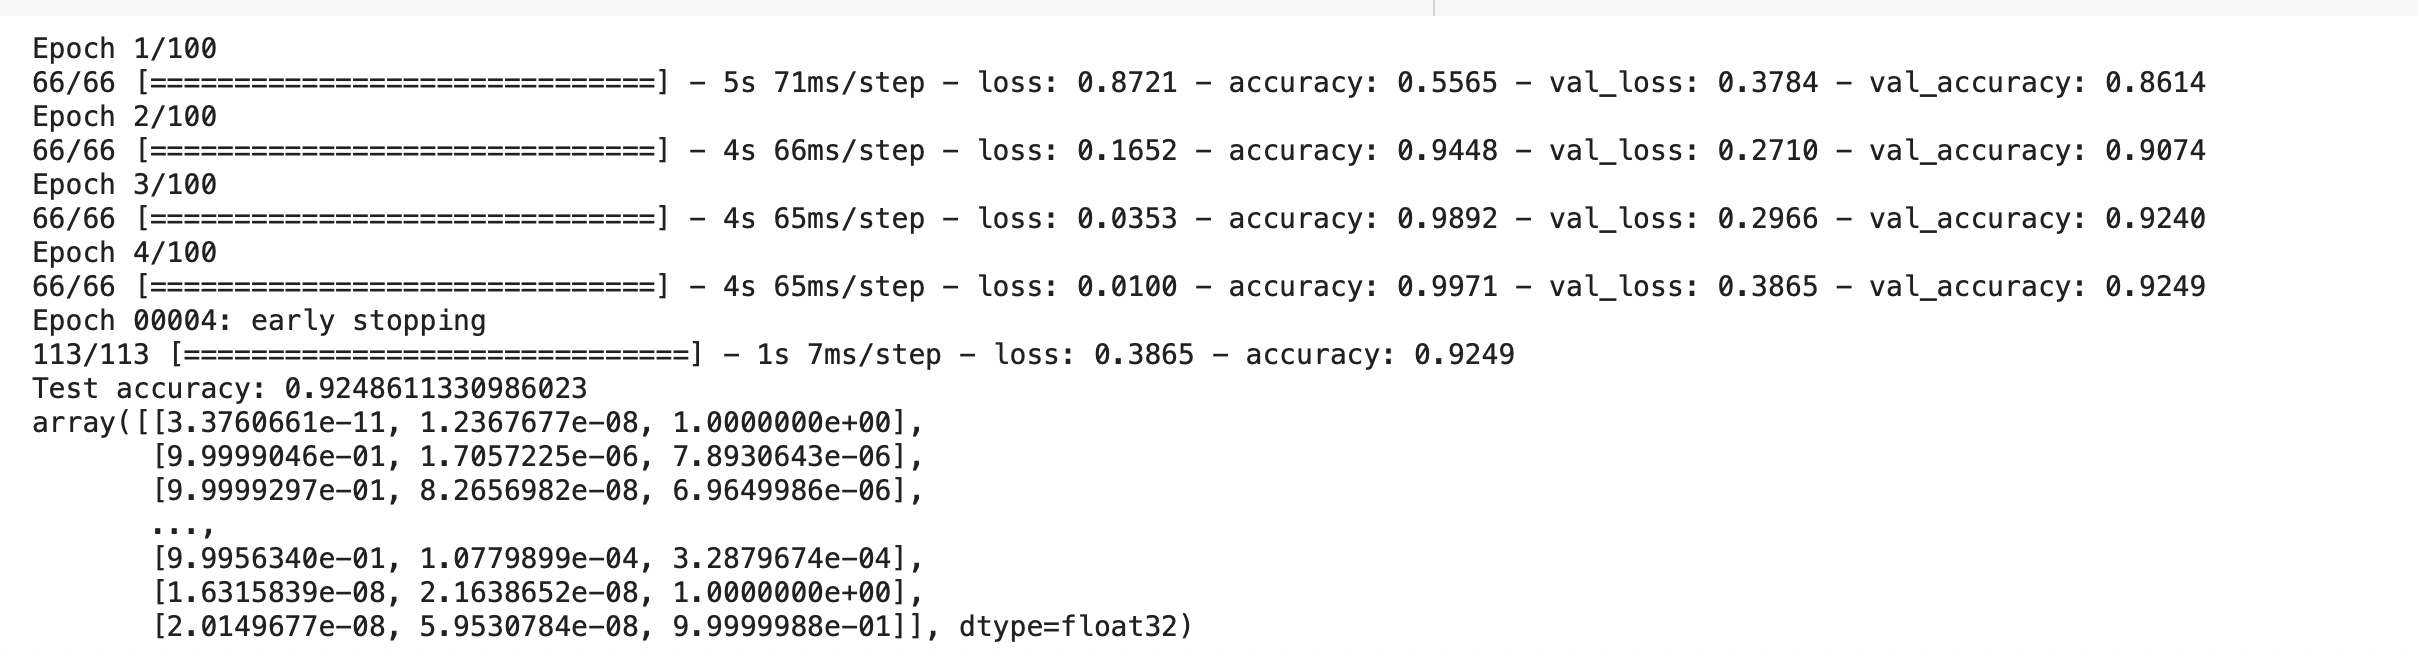 Epoch 1/100
66/66 [==============================] - 5s 71ms/step - loss: 0.8721 - accuracy: 0.5565 - val_loss: 0.3784 - val_accuracy: 0.8614
Epoch 2/100
66/66 [==============================] - 4s 66ms/step - loss: 0.1652 - accuracy: 0.9448 - val_loss: 0.2710 - val_accuracy: 0.9074
Epoch 3/100
66/66 [==============================] - 4s 65ms/step - loss: 0.0353 - accuracy: 0.9892 - val_loss: 0.2966 - val_accuracy: 0.9240
Epoch 4/100
66/66 [==============================] - 4s 65ms/step - loss: 0.0100 - accuracy: 0.9971 - val_loss: 0.3865 - val_accuracy: 0.9249
Epoch 00004: early stopping
113/113 [==============================] - 1s 7ms/step - loss: 0.3865 - accuracy: 0.9249
Test accuracy: 0.9248611330986023
array([[3.3760661e-11, 1.2367677e-08, 1.0000000e+00],
       [9.9999046e-01, 1.7057225e-06, 7.8930643e-06],
       [9.9999297e-01, 8.2656982e-08, 6.9649986e-06],
       ...,
       [9.9956340e-01, 1.0779899e-04, 3.2879674e-04],
       [1.6315839e-08, 2.1638652e-08, 1.0000000e+00],
       [2.0149677e-08, 5.9530784e-08, 9.9999988e-01]], dtype=float32)